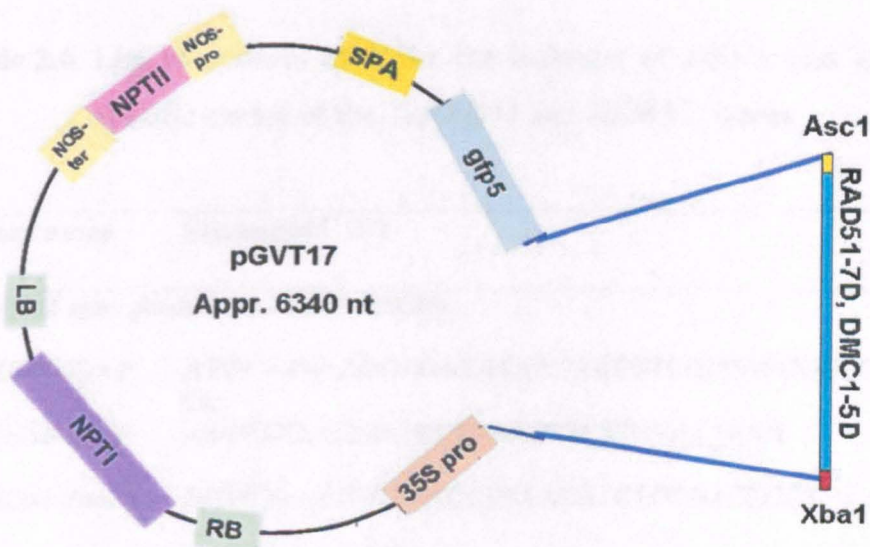 NOS-
pro
NPTII
NOS-
ter
SPA
gfp5
Asc1
RAD51-7D, DMC1-5D
Xba1
pGVT17
Appr. 6340 nt
LB
NPTI
RB
35S pro